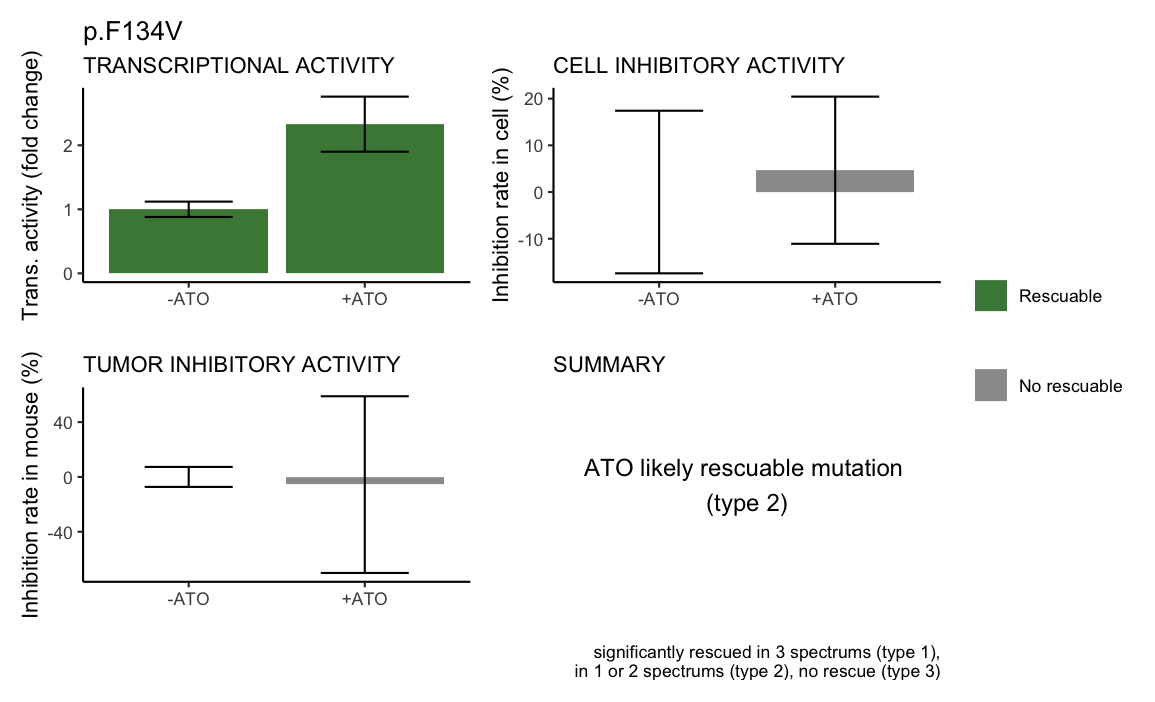 p.F134V
TRANSCRIPTIONAL ACTIVITY
Trans. activity (fold change)
2
1
0
-ATO
+ATO
CELL INHIBITORY ACTIVITY
Inhibition rate in cell (%)
20
10
0
-10
-ATO
+ATO
TUMOR INHIBITORY ACTIVITY
Inhibition rate in mouse (%)
40
0
-40
-ATO
+ATO
SUMMARY
ATO likely rescuable mutation
(type 2)
significantly rescued in 3 spectrums (type 1),
in 1 or 2 spectrums (type 2), no rescue (type 3)
Rescuable
No rescuable